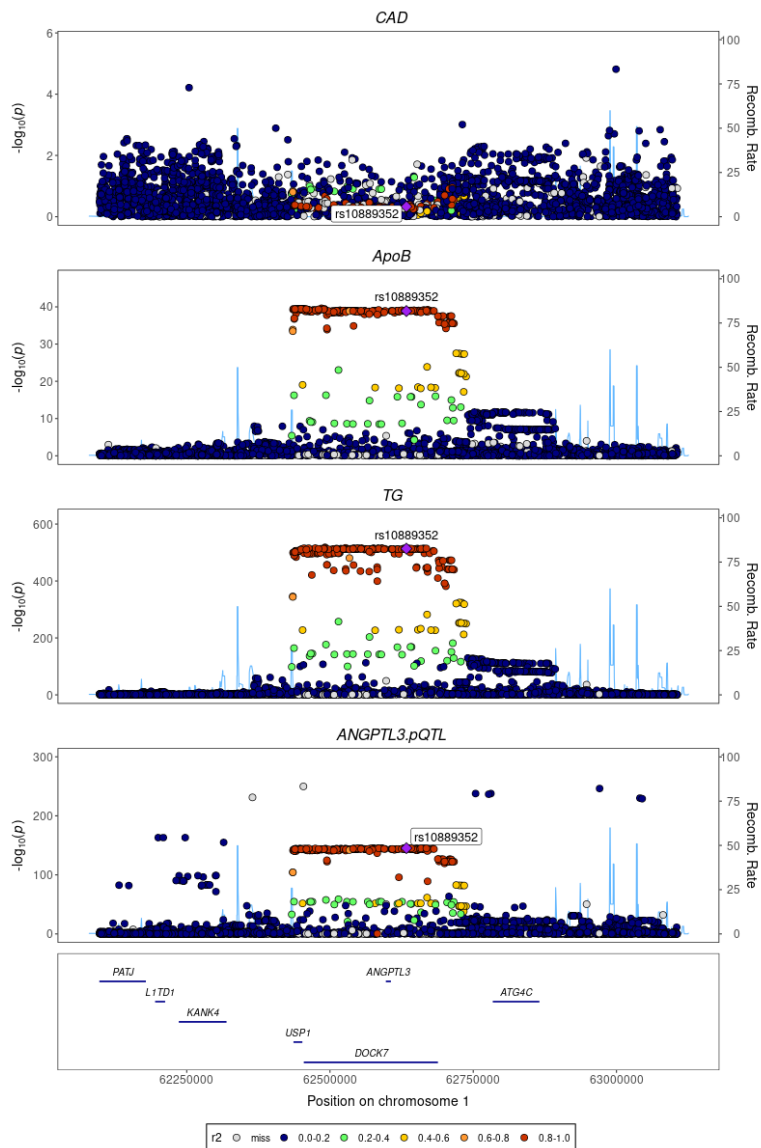 CAD
6
4
2
0
-log10(p)
100
75
50
25
0
Recomb. Rate
rs10889352
ApoB
40
30
20
10
0
-log10(p)
100
75
50
25
0
Recomb. Rate
rs10889352
TG
600
400
200
0
-log10(p)
100
75
50
25
0
Recomb. Rate
rs10889352
ANGPTL3.pQTL
300
200
100
0
-log10(p)
100
75
50
25
0
Recomb. Rate
rs10889352
PATJ
ANGPTL3
L1TD1
ATG4C
KANK4
USP1
DOCK7
62250000 62500000 62750000 63000000
Position on chromosome 1
r2 miss 0.0-0.2 0.2-0.4 0.4-0.6 0.6-0.8 0.8-1.0